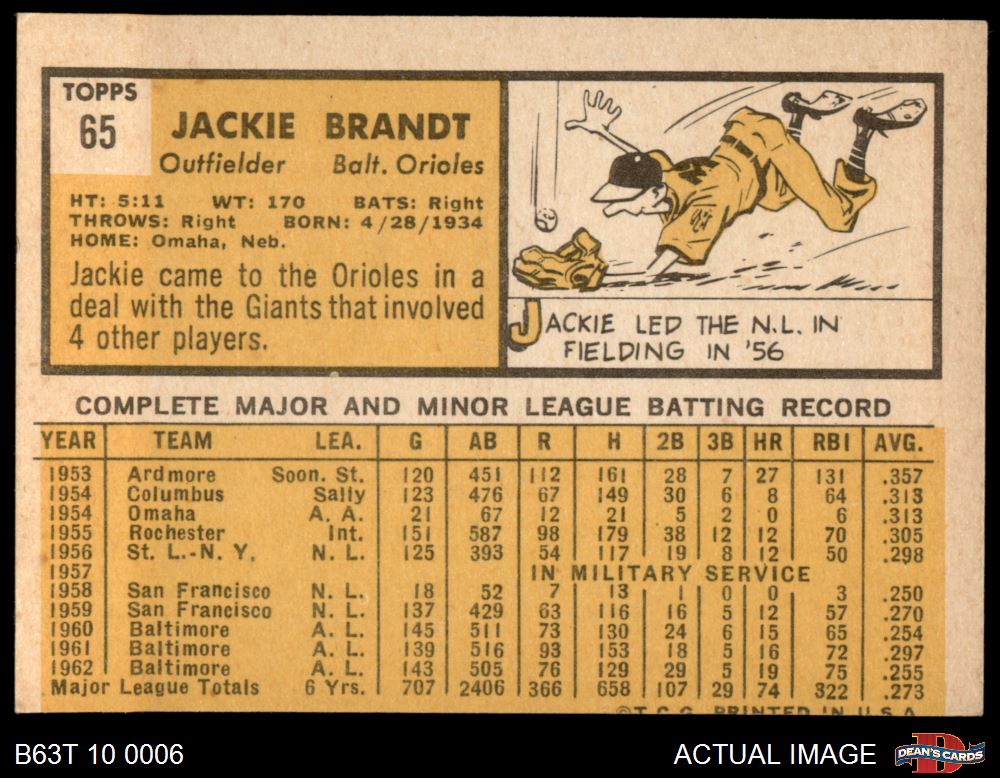 TOPPS
65
JACKIE BRANDT
Outfielder Balt. Orioles
HT: 5:11 WT: 170 BATS: Right
THROWS: Right BORN: 4/28/1934
HOME: Omaha, Neb.
Jackie came to the Orioles in a
deal with the Giants that involved
4 other players.
JACKIE LED THE N.L. IN
FIELDING IN '56
COMPLETE MAJOR AND MINOR LEAGUE BATTING RECORD
YEAR TEAM LEA. G AB R H 2B 3B HR RBI AVG.
1953 Ardmore Soon. St. 120 451 112 161 28 7 27 131 .357
1954 Columbus Sally 123 476 67 149 30 6 8 64 .313
1954 Omaha A. A. 21 67 12 21 5 2 0 6 .313
1955 Rochester Int. 151 587 98 179 38 12 12 70 .305
1956 St. L.-N. Y. N. L. 125 393 54 117 19 8 12 50 .298
1957 IN MILITARY SERVICE
1958 San Francisco N. L. 18 52 7 13 1 0 0 3 .250
1959 San Francisco N. L. 137 429 63 116 16 5 12 57 .270
1960 Baltimore A. L. 145 511 73 130 24 6 15 65 .254
1961 Baltimore A. L. 139 516 93 153 18 5 16 72 .297
1962 Baltimore A. L. 143 505 76 129 29 5 19 75 .255
Major League Totals 6 Yrs. 707 2406 366 658 107 29 74 322 .273
©T.C.G. PRINTED IN U.S.A.
B63T 10 0006
ACTUAL IMAGE
DEAN'S CARDS